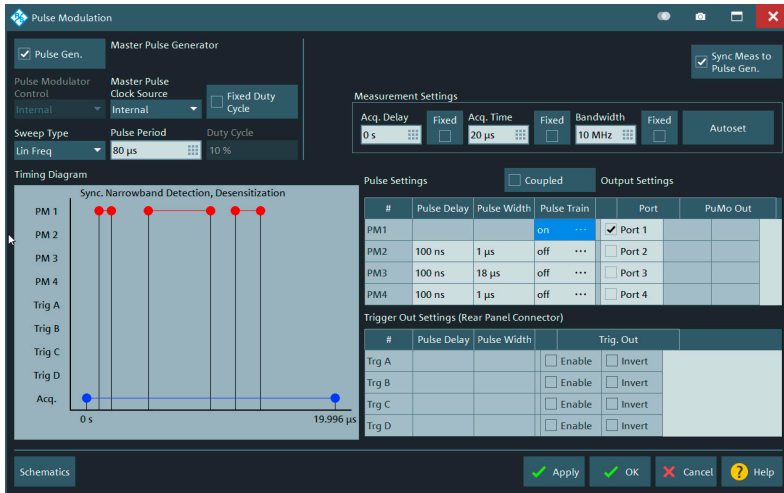 Pulse Modulation
Pulse Gen.
Master Pulse Generator
Sync Meas to
Pulse Gen.
Pulse Modulator
Control
Master Pulse
Clock Source
Fixed Duty
Cycle
Internal
Internal
Measurement Settings
Acq. Delay
Fixed
Acq. Time
Fixed
Bandwidth
Fixed
Autoset
0 s
20 µs
10 MHz
Sweep Type
Pulse Period
Duty Cycle
Lin Freq
80 µs
10 %
Timing Diagram
Sync. Narrowband Detection, Desensitization
PM 1
PM 2
PM 3
PM 4
Trig A
Trig B
Trig C
Trig D
Acq.
0 s
19.996 µs
Pulse Settings
Coupled
Output Settings
# Pulse Delay Pulse Width Pulse Train Port PuMo Out
PM1 on ... Port 1
PM2 100 ns 1 µs off ... Port 2
PM3 100 ns 18 µs off ... Port 3
PM4 100 ns 1 µs off ... Port 4
Trigger Out Settings (Rear Panel Connector)
# Pulse Delay Pulse Width Trig. Out
Trg A Enable Invert
Trg B Enable Invert
Trg C Enable Invert
Trg D Enable Invert
Schematics
Apply
OK
Cancel
? Help